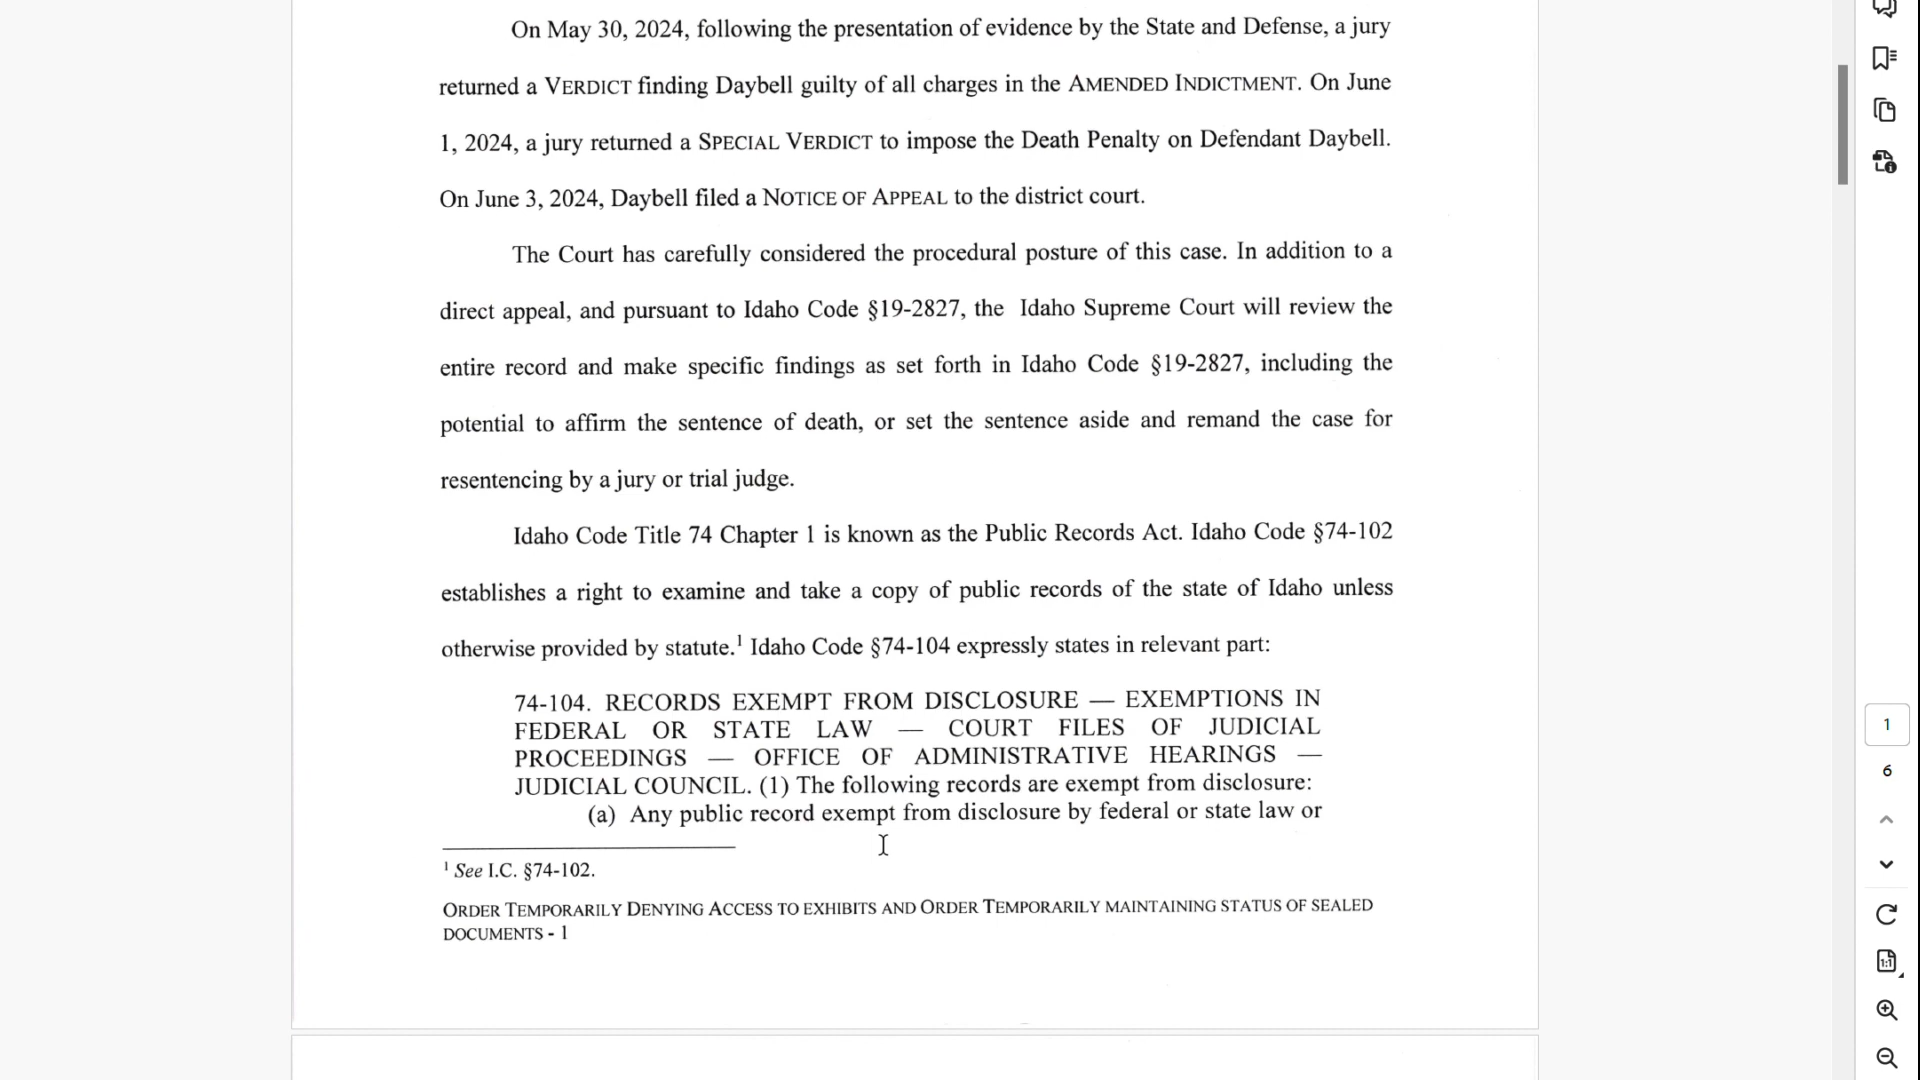 On May 30, 2024, following the presentation of evidence by the State and Defense, a jury
returned a VERDICT finding Daybell guilty of all charges in the AMENDED INDICTMENT. On June
1, 2024, a jury returned a SPECIAL VERDICT to impose the Death Penalty on Defendant Daybell.
On June 3, 2024, Daybell filed a NOTICE OF APPEAL to the district court.
The Court has carefully considered the procedural posture of this case. In addition to a
direct appeal, and pursuant to Idaho Code §19-2827, the Idaho Supreme Court will review the
entire record and make specific findings as set forth in Idaho Code §19-2827, including the
potential to affirm the sentence of death, or set the sentence aside and remand the case for
resentencing by a jury or trial judge.
Idaho Code Title 74 Chapter 1 is known as the Public Records Act. Idaho Code §74-102
establishes a right to examine and take a copy of public records of the state of Idaho unless
otherwise provided by statute.1 Idaho Code §74-104 expressly states in relevant part:
74-104. RECORDS EXEMPT FROM DISCLOSURE — EXEMPTIONS IN
FEDERAL OR STATE LAW — COURT FILES OF JUDICIAL
PROCEEDINGS — OFFICE OF ADMINISTRATIVE HEARINGS —
JUDICIAL COUNCIL. (1) The following records are exempt from disclosure:
(a) Any public record exempt from disclosure by federal or state law or
1 See I.C. §74-102.
ORDER TEMPORARILY DENYING ACCESS TO EXHIBITS AND ORDER TEMPORARILY MAINTAINING STATUS OF SEALED
DOCUMENTS - 1
1
6
1:1